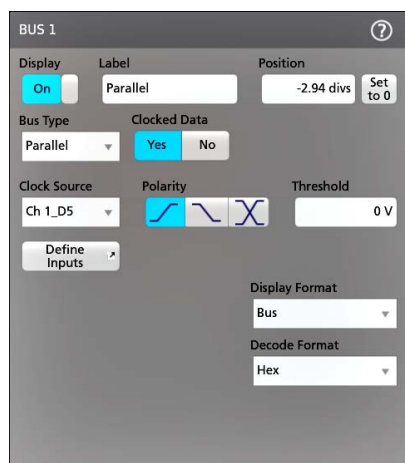 BUS 1
?
Display Label Position
On Parallel -2.94 divs Set
to 0
Bus Type Clocked Data
Parallel Yes No
Clock Source Polarity Threshold
Ch 1_D5 0 V
Define
Inputs
Display Format
Bus
Decode Format
Hex